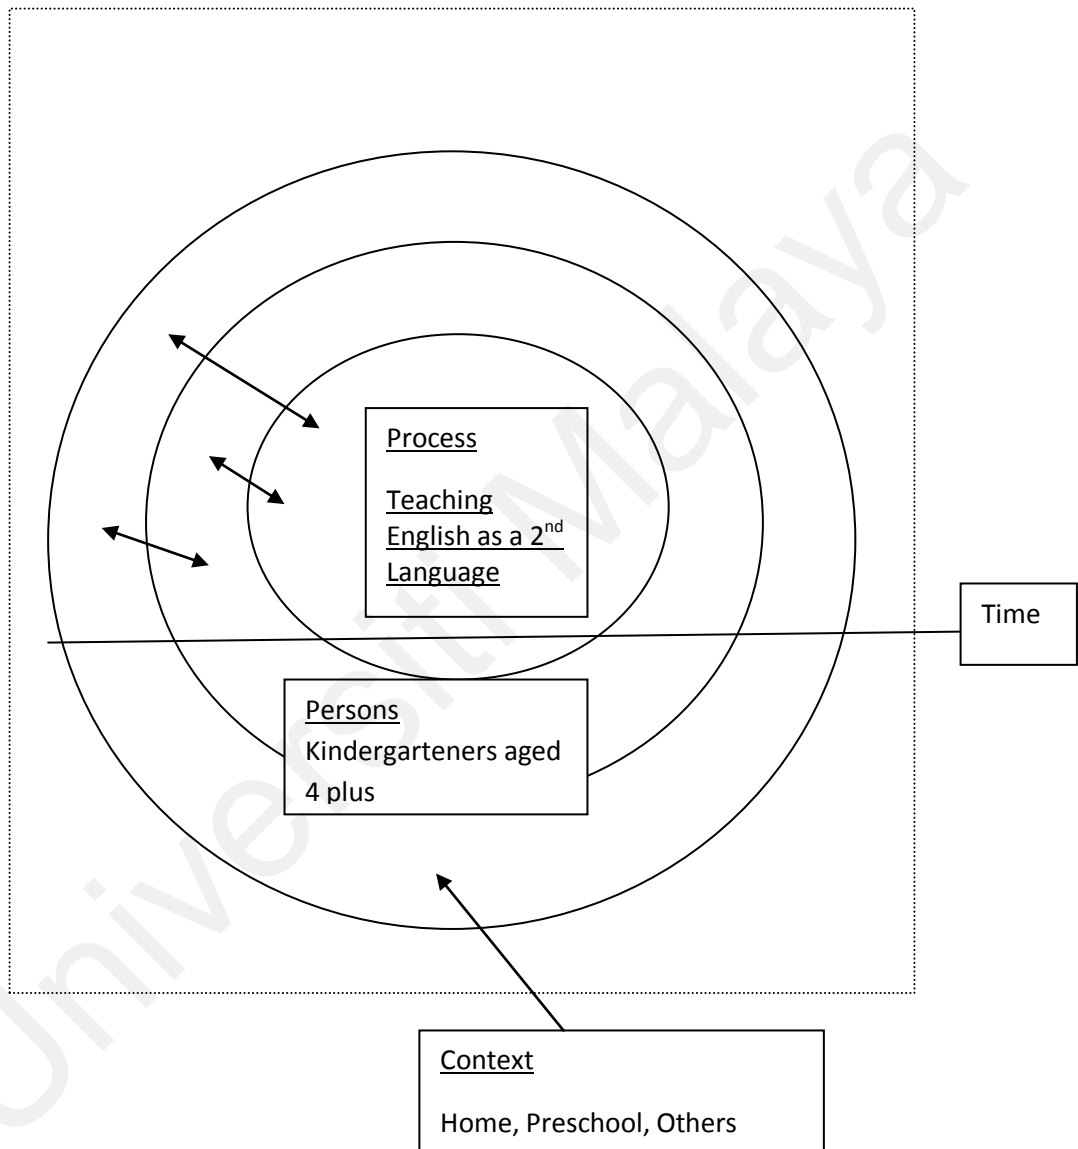 Process
Teaching
English as a 2nd
Language
Time
Persons
Kindergarteners aged
4 plus
Context
Home, Preschool, Others
Universiti Malaya